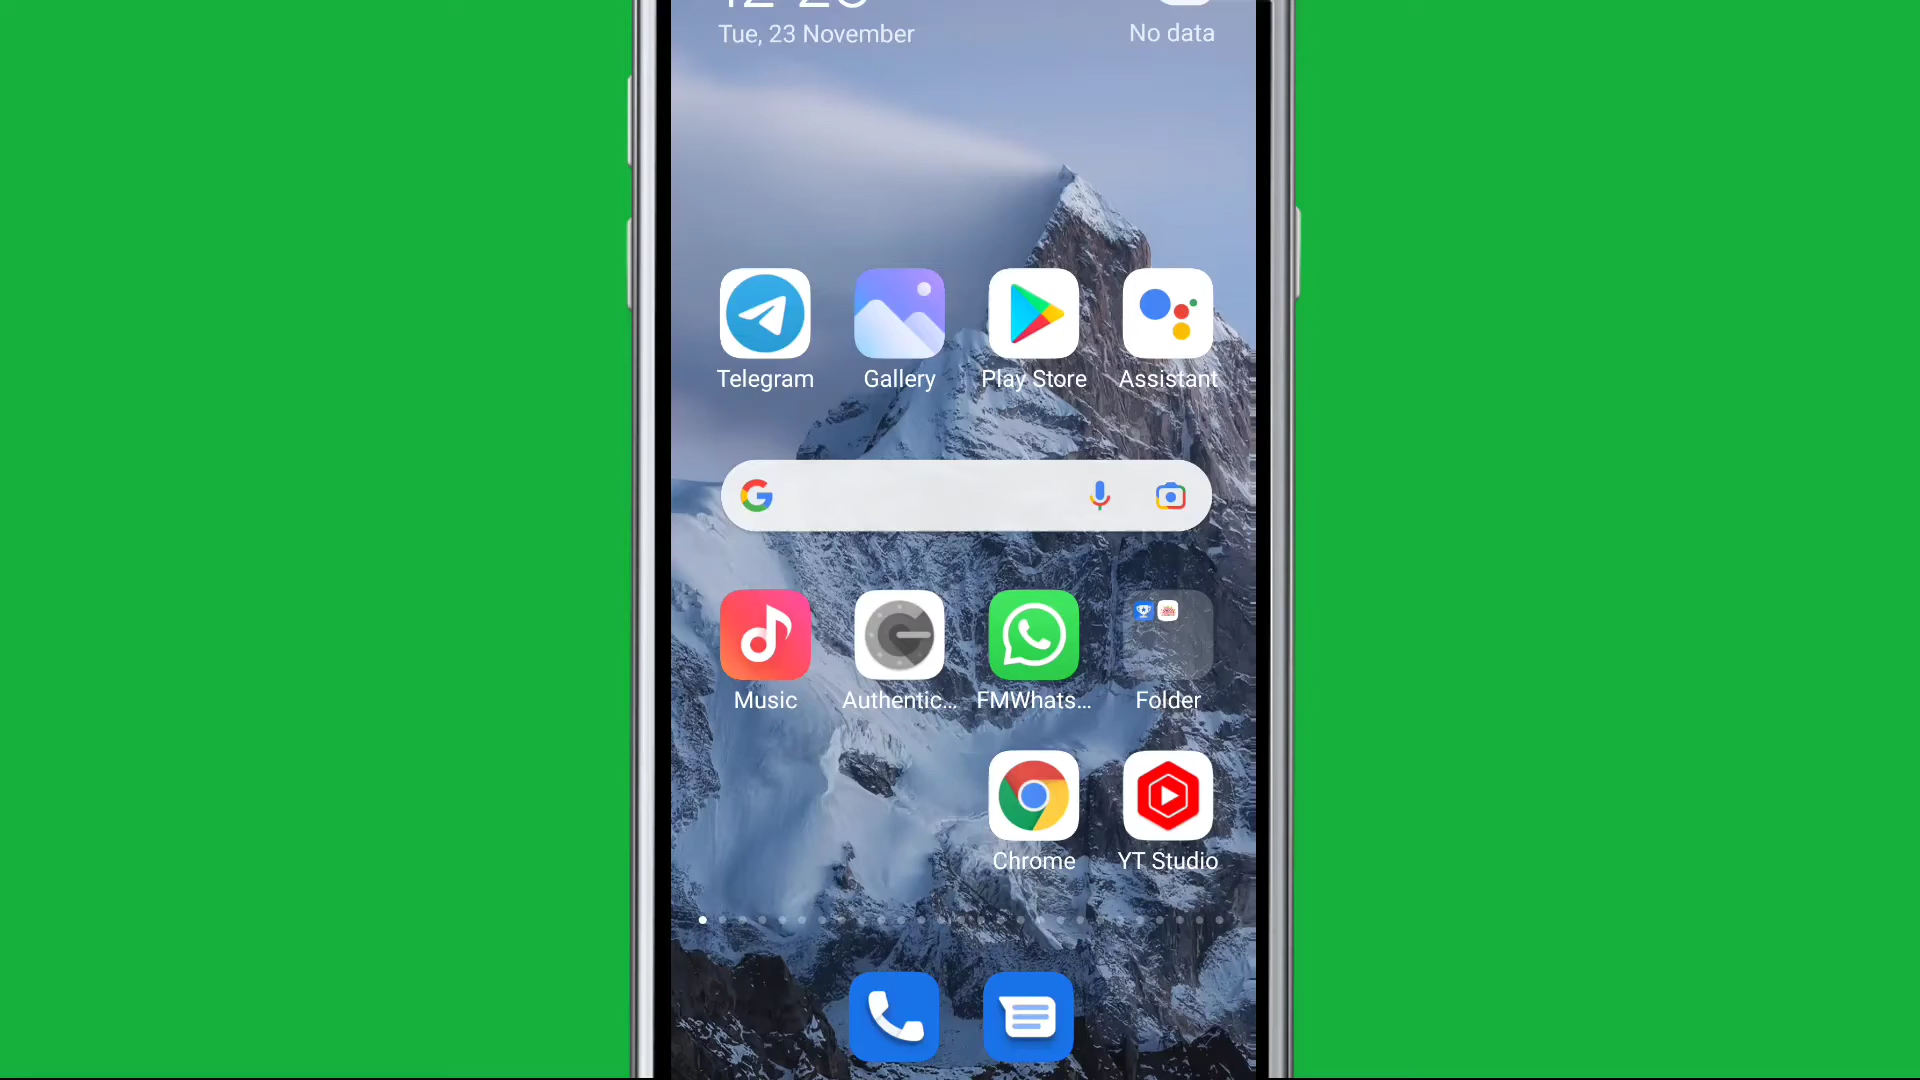 Tue, 23 November
No data
Telegram
Gallery
Play Store
Assistant
Music
Authentic...
FMWhats...
Folder
Chrome
YT Studio